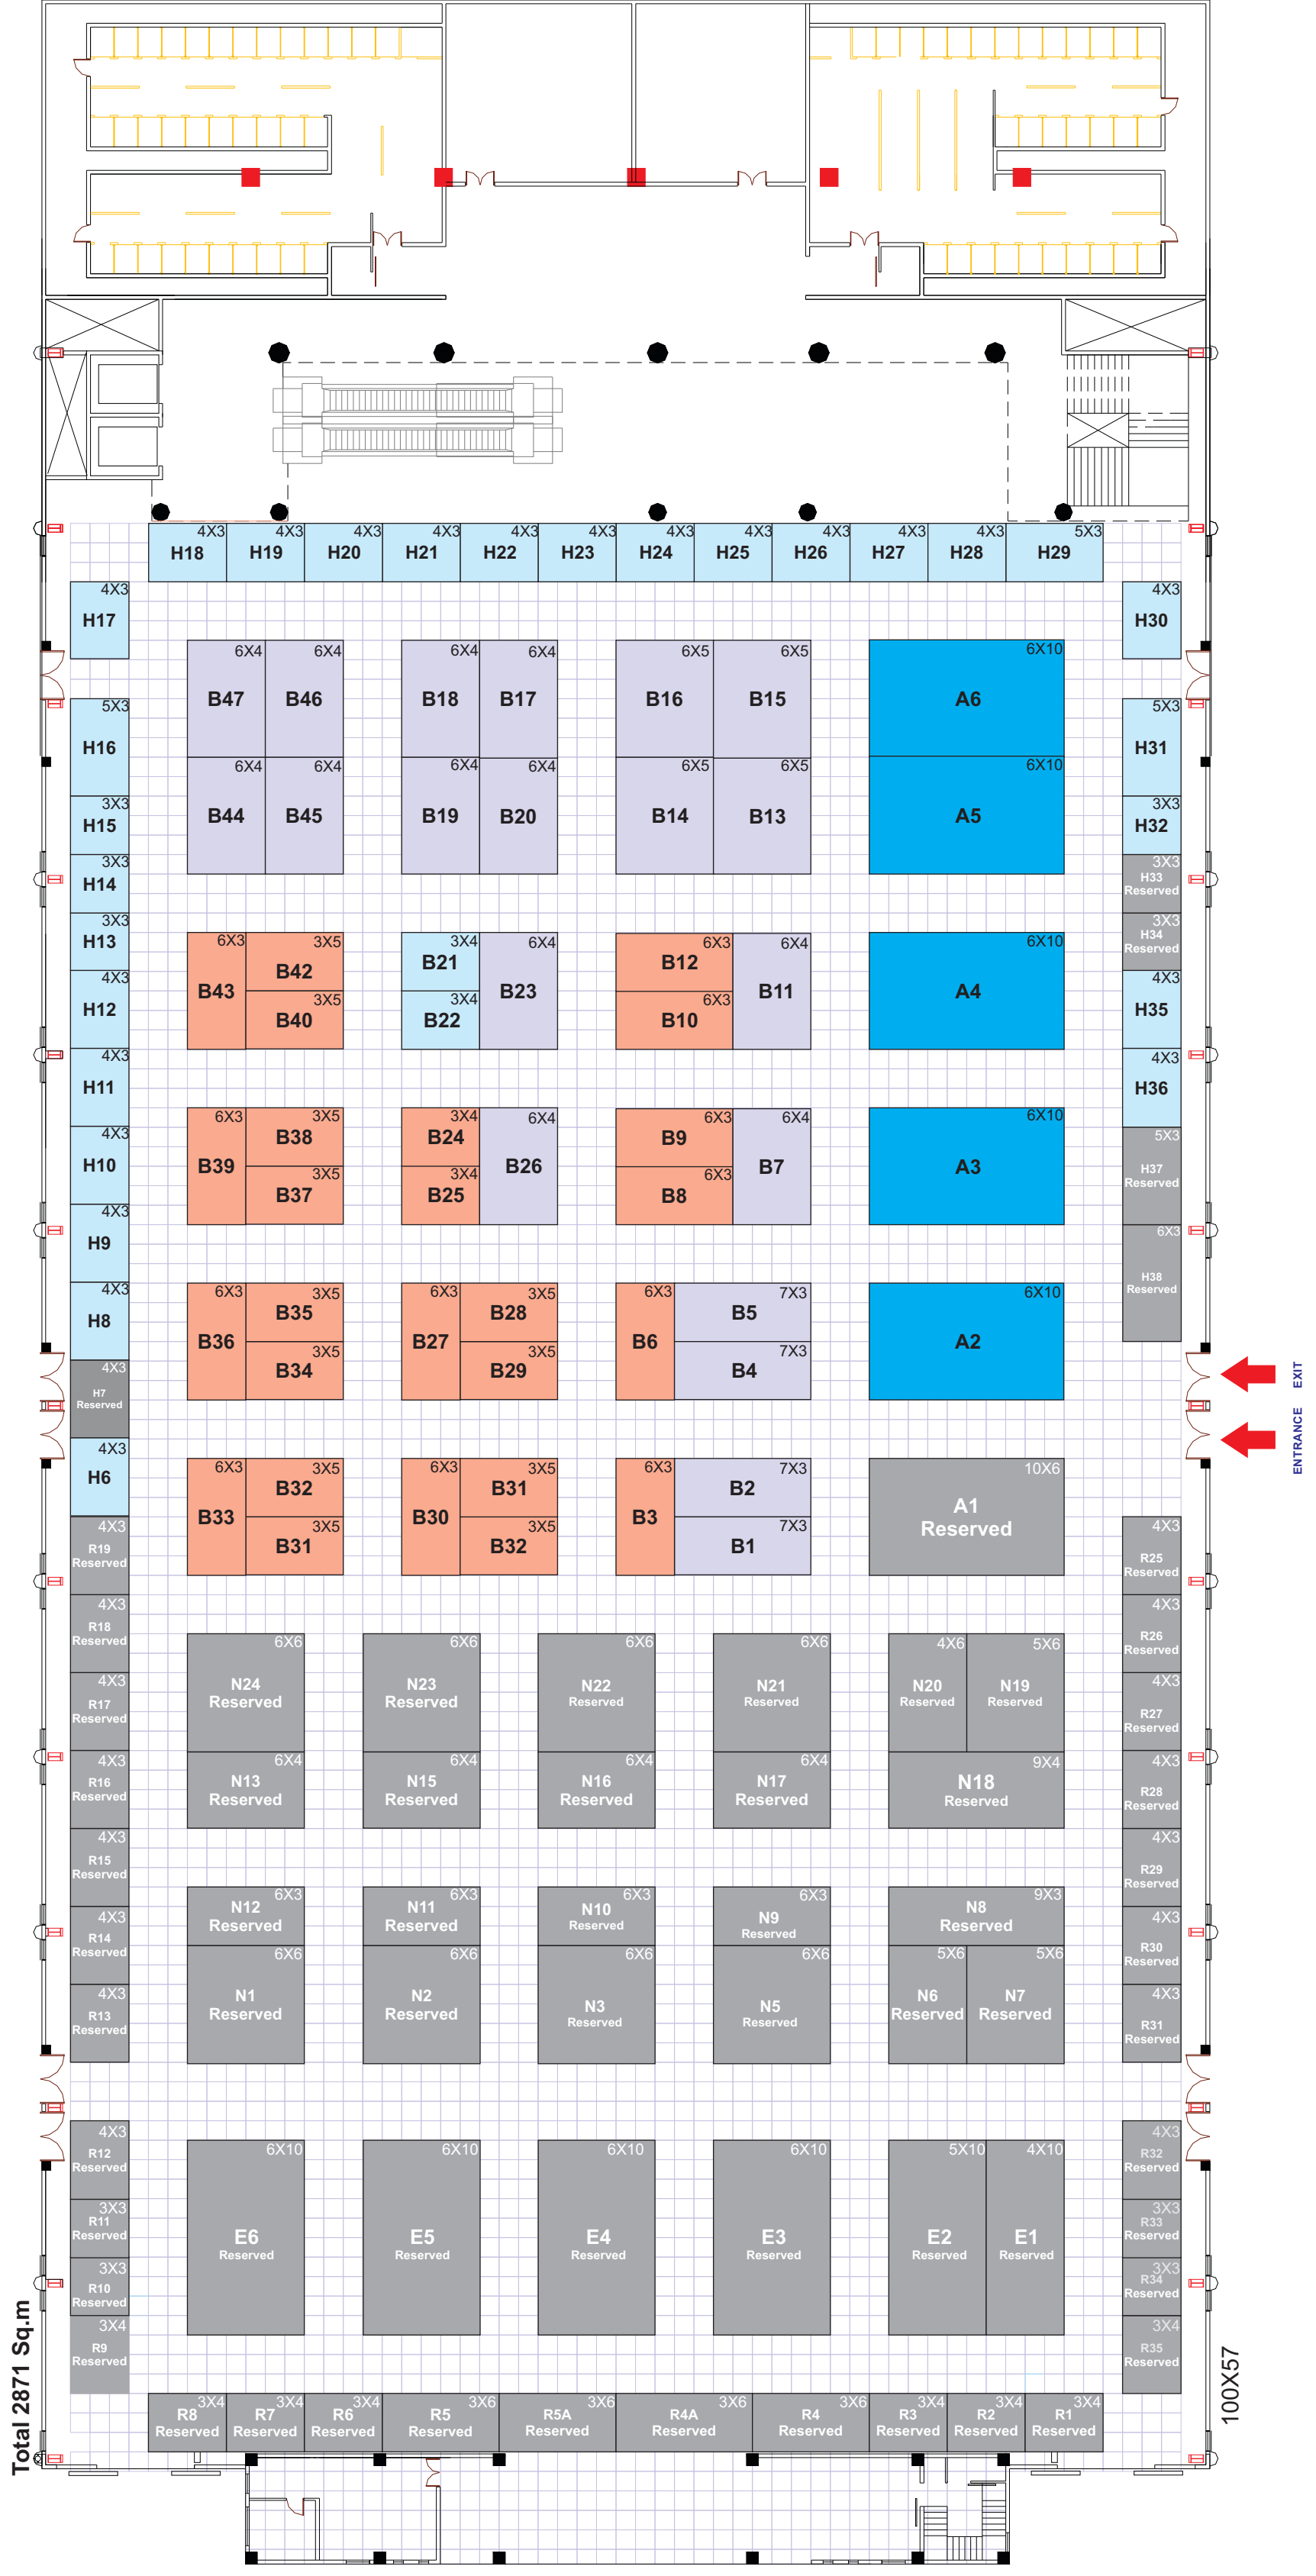 4X3 4X3 4X3 4X3 4X3 4X3 4X3 4X3 4X3 4X3 4X3 5X3
H18 H19 H20 H21 H22 H23 H24 H25 H26 H27 H28 H29
4X3
H17
4X3
H30
6X4 6X4 6X4 6X4 6X5 6X5 6X10
B47 B46 B18 B17 B16 B15 A6
5X3
H16
5X3
H31
6X4 6X4 6X4 6X4 6X5 6X5 6X10
B44 B45 B19 B20 B14 B13 A5
3X3
H15
3X3
H32
3X3
H14
3X3
H33
Reserved
3X3
H13
3X3
H34
Reserved
6X3 3X5 3X4 6X4 6X3 6X4 6X10
B43 B42 B21 B23 B12 B11 A4
3X5 3X4 6X3
B40 B22 B10
4X3
H12
4X3
H35
4X3
H11
4X3
H36
6X3 3X5 3X4 6X4 6X3 6X4 6X10
B39 B38 B24 B26 B9 B7 A3
3X5 3X4 6X3
B37 B25 B8
4X3
H10
5X3
H37
Reserved
4X3
H9
6X3
H38
Reserved
4X3
H8
6X3 3X5 6X3 3X5 6X3 7X3 6X10
B36 B35 B27 B28 B6 B5 A2
3X5 3X5 7X3
B34 B29 B4
4X3
H7
Reserved
EXIT
ENTRANCE
4X3
H6
6X3 3X5 6X3 3X5 6X3 7X3 10X6
B33 B32 B30 B31 B3 B2 A1
Reserved
3X5 3X5 7X3
B31 B32 B1
4X3
R19
Reserved
4X3
R25
Reserved
4X3
R18
Reserved
4X3
R26
Reserved
6X6 6X6 6X6 6X6 4X6 5X6
N24 N23 N22 N21 N20 N19
Reserved Reserved Reserved Reserved Reserved Reserved
4X3
R17
Reserved
4X3
R27
Reserved
6X4 6X4 6X4 6X4 9X4
N13 N15 N16 N17 N18
Reserved Reserved Reserved Reserved Reserved
4X3
R16
Reserved
4X3
R28
Reserved
4X3
R15
Reserved
4X3
R29
Reserved
6X3 6X3 6X3 6X3 9X3
N12 N11 N10 N9 N8
Reserved Reserved Reserved Reserved Reserved
4X3
R14
Reserved
4X3
R30
Reserved
6X6 6X6 6X6 6X6 5X6 5X6
N1 N2 N3 N5 N6 N7
Reserved Reserved Reserved Reserved Reserved Reserved
4X3
R13
Reserved
4X3
R31
Reserved
4X3
R12
Reserved
4X3
R32
Reserved
6X10 6X10 6X10 6X10 5X10 4X10
E6 E5 E4 E3 E2 E1
Reserved Reserved Reserved Reserved Reserved Reserved
3X3
R11
Reserved
3X3
R33
Reserved
3X3
R10
Reserved
3X3
R34
Reserved
3X4
R9
Reserved
3X4
R35
Reserved
3X4 3X4 3X4 3X6 3X6 3X6 3X6 3X4 3X4 3X4
R8 R7 R6 R5 R5A R4A R4 R3 R2 R1
Reserved Reserved Reserved Reserved Reserved Reserved Reserved Reserved Reserved Reserved
Total 2871 Sq.m
100X57